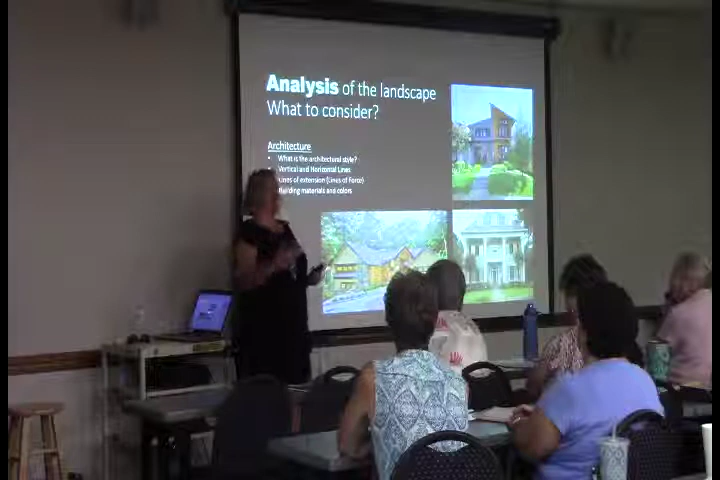 Analysis of the landscape
What to consider?
Architecture
• What is the architectural style?
• Vertical and Horizontal Lines
Lines of extension (Lines of Force)
Building materials and colors